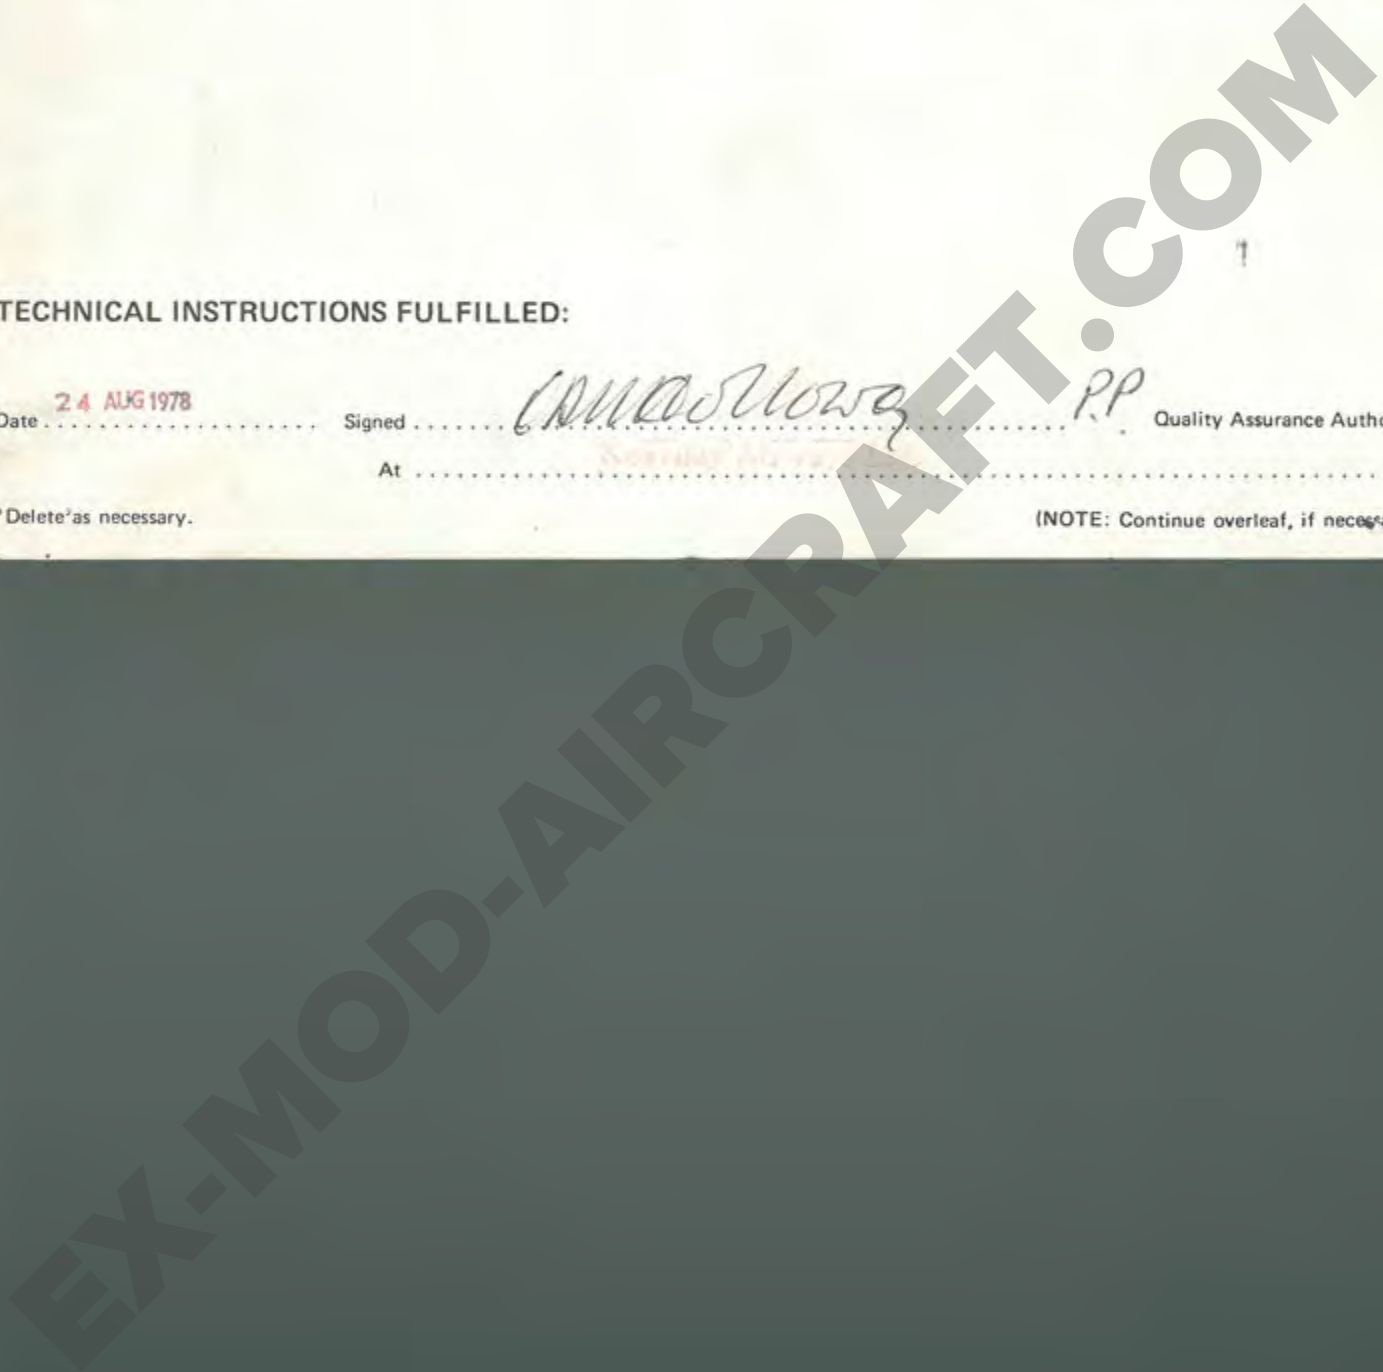 TECHNICAL INSTRUCTIONS FULFILLED:
Date 24 AUG 1978 Signed P.P Quality Assurance Autho
At
Delete as necessary.
(NOTE: Continue overleaf, if necessa
EX-MOD-AIRCRAFT.COM